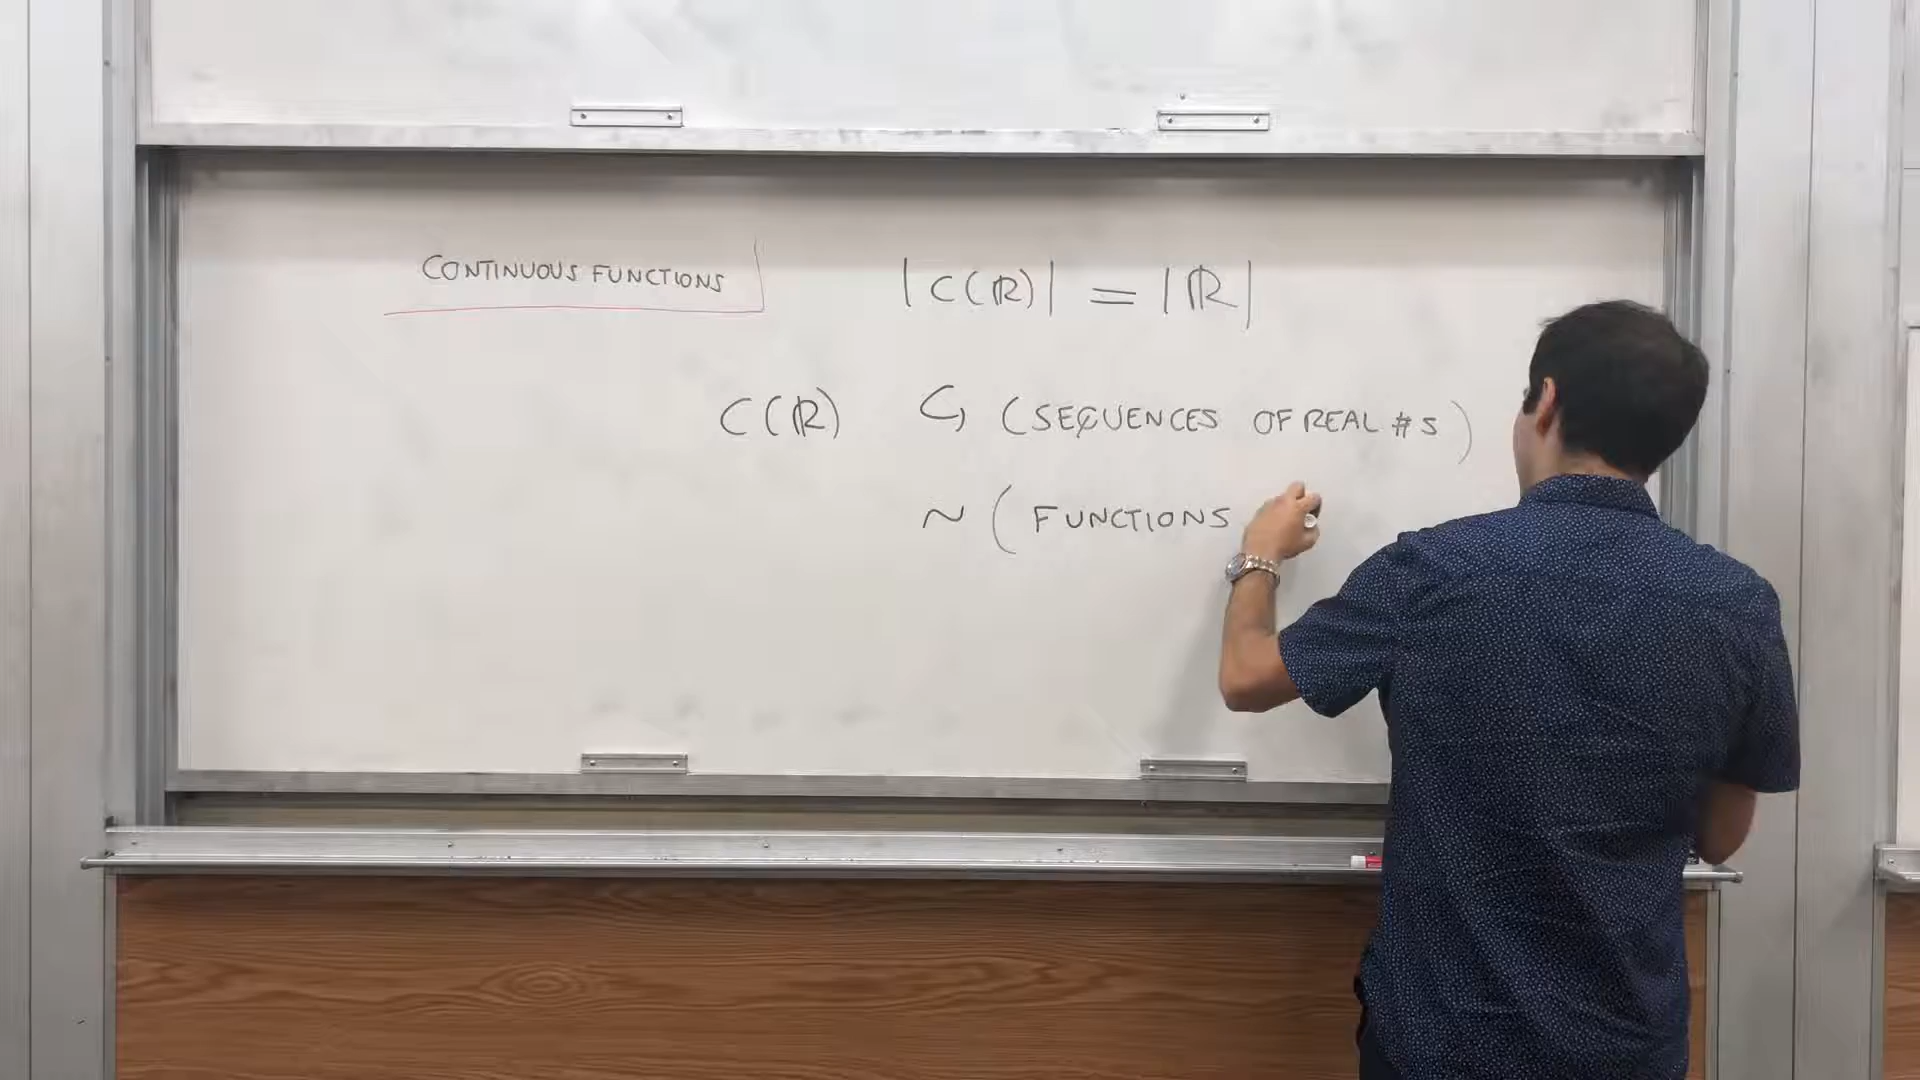 CONTINUOUS FUNCTIONS
|C(ℝ)| = |ℝ|
C(ℝ) ↪ (SEQUENCES OF REAL #S)
~ (FUNCTIONS